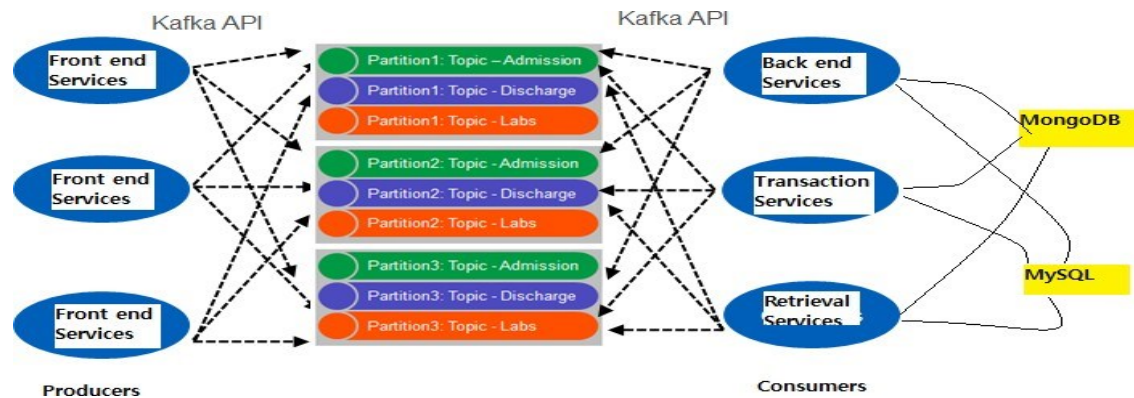 Kafka API
Kafka API
Front end
Services
Front end
Services
Front end
Services
Producers
Partition1: Topic – Admission
Partition1: Topic - Discharge
Partition1: Topic - Labs
Partition2: Topic - Admission
Partition2: Topic - Discharge
Partition2: Topic - Labs
Partition3: Topic - Admission
Partition3: Topic - Discharge
Partition3: Topic - Labs
Back end
Services
Transaction
Services
Retrieval
Services
Consumers
MongoDB
MySQL